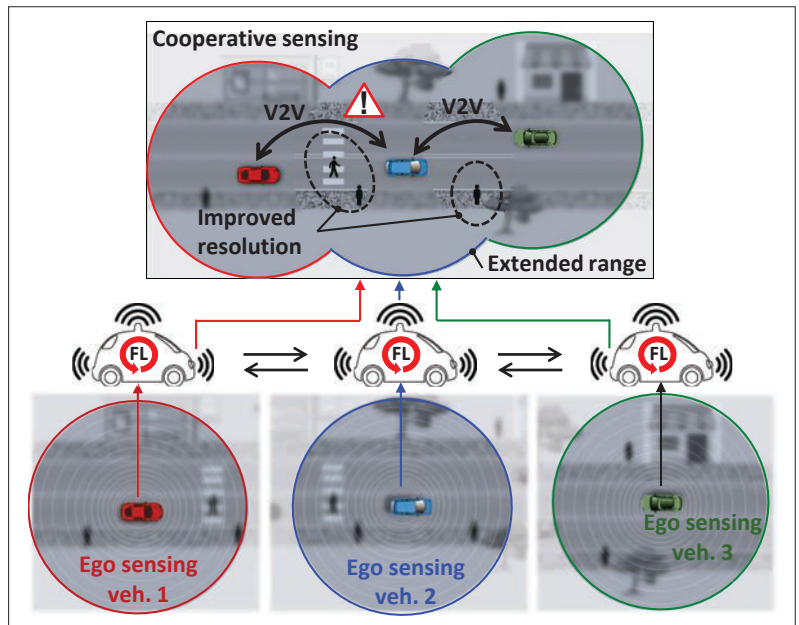 Cooperative sensing
V2V
!
V2V
Improved
resolution
Extended range
FL
FL
FL
Ego sensing
veh. 1
Ego sensing
veh. 2
Ego sensing
veh. 3